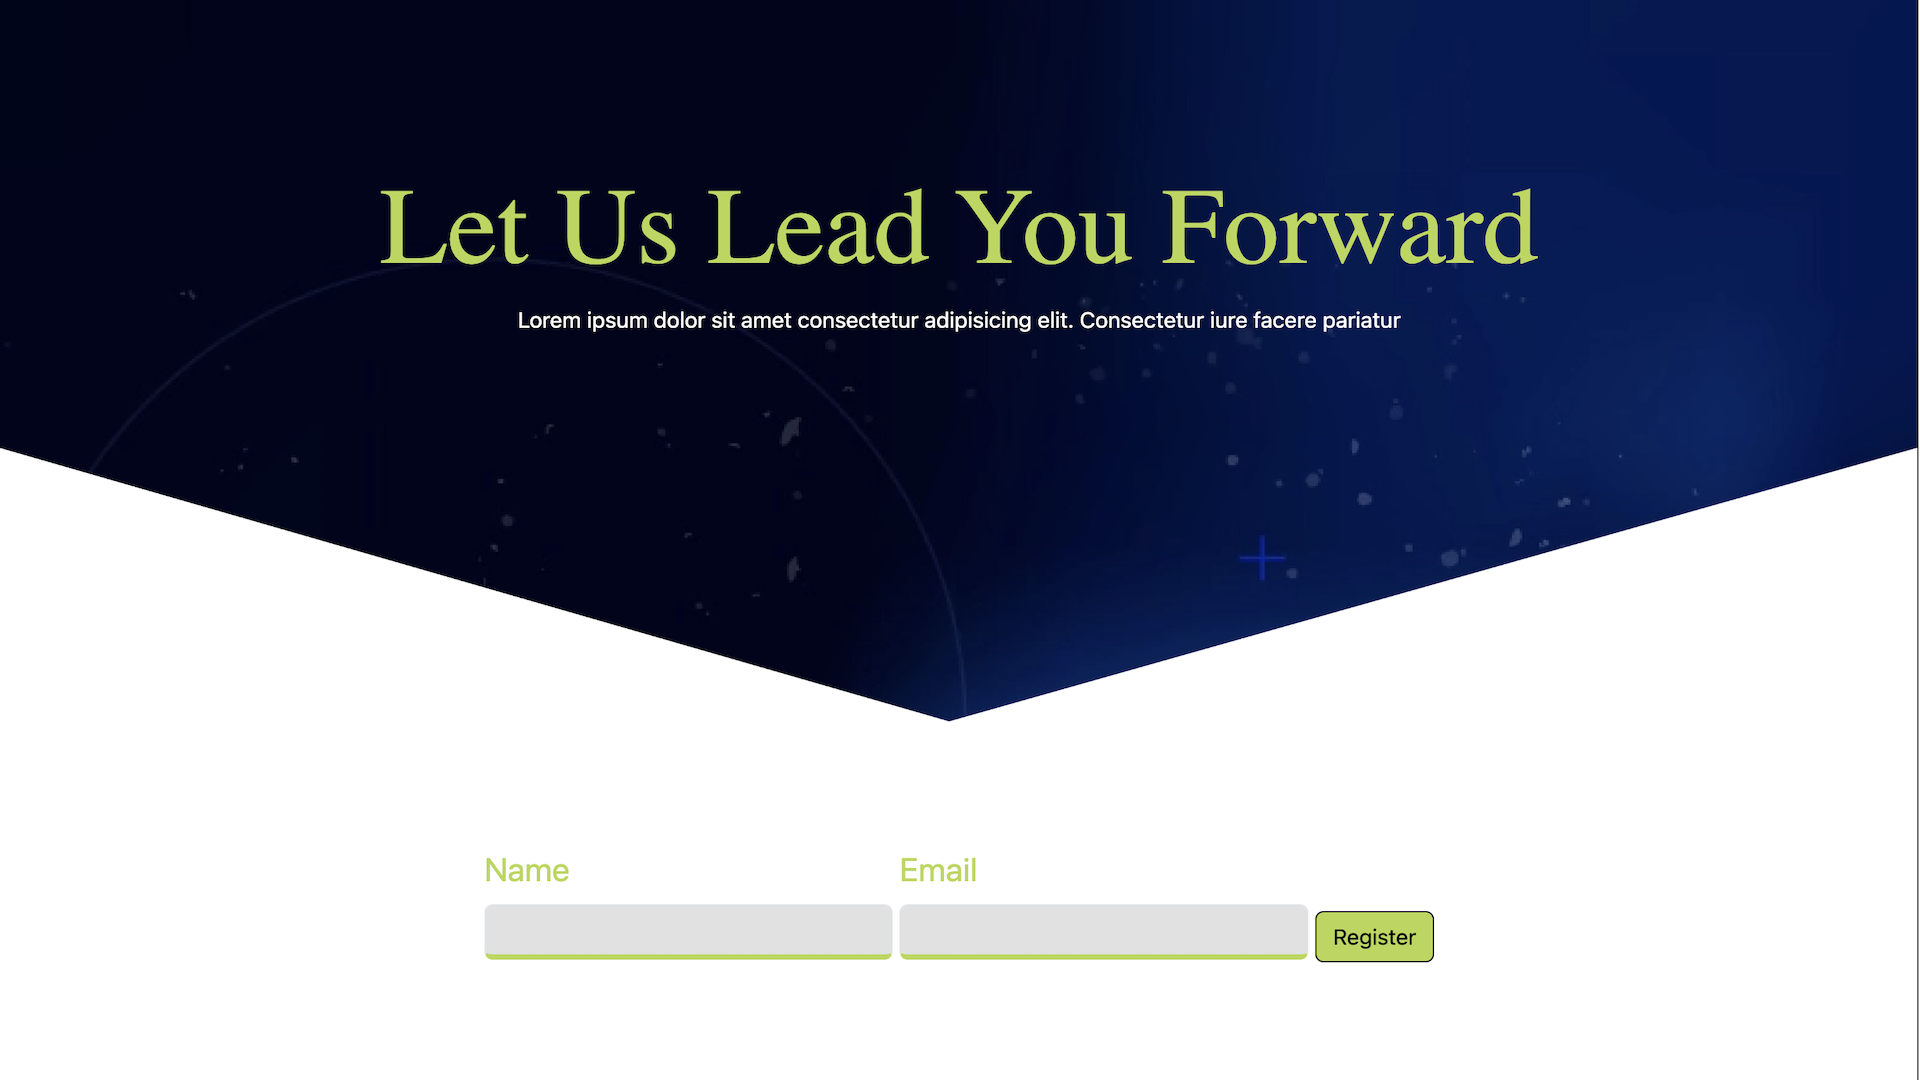 Let Us Lead You Forward
Lorem ipsum dolor sit amet consectetur adipisicing elit. Consectetur iure facere pariatur
Name
Email
Register